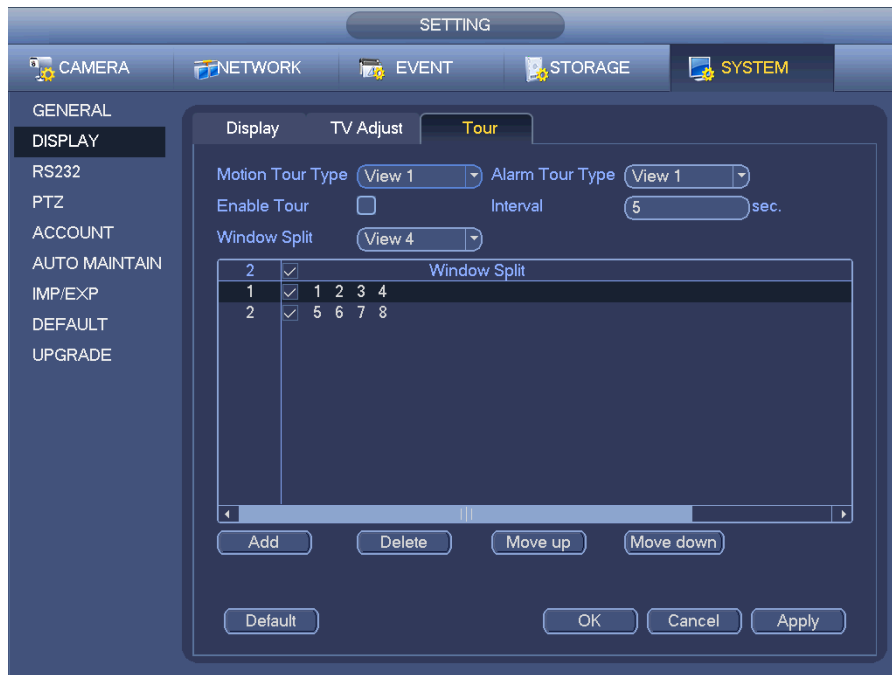 SETTING
CAMERA NETWORK EVENT STORAGE SYSTEM
GENERAL
DISPLAY
RS232
PTZ
ACCOUNT
AUTO MAINTAIN
IMP/EXP
DEFAULT
UPGRADE
Display TV Adjust Tour
Motion Tour Type View 1 Alarm Tour Type View 1
Enable Tour Interval 5 sec.
Window Split View 4
2 Window Split
1 1 2 3 4
2 5 6 7 8
Add Delete Move up Move down
Default OK Cancel Apply